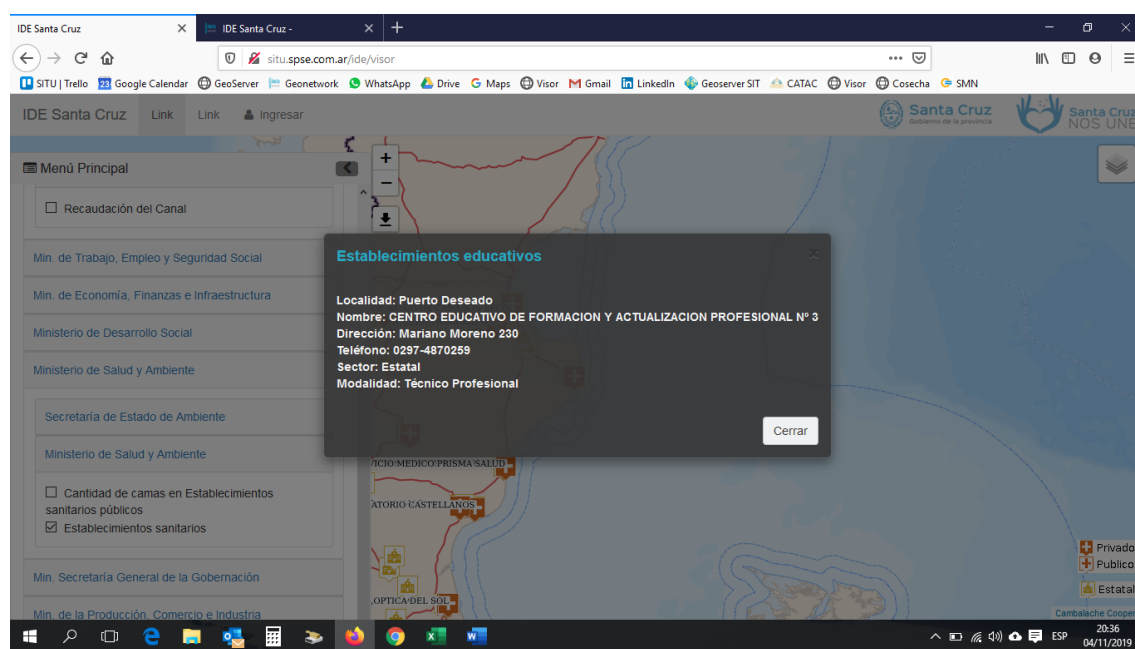 IDE Santa Cruz
IDE Santa Cruz -
situ.spse.com.ar/ide/visor
SITU | Trello
23 Google Calendar
GeoServer
Geonetwork
WhatsApp
Drive
Maps
Visor
Gmail
LinkedIn
Geoserver SIT
CATAC
Visor
Cosecha
SMN
IDE Santa Cruz
Link
Link
Ingresar
Santa Cruz
Gobierno de la provincia
Santa Cruz
NOS UNE
Menú Principal
Recaudación del Canal
Min. de Trabajo, Empleo y Seguridad Social
Min. de Economía, Finanzas e Infraestructura
Ministerio de Desarrollo Social
Ministerio de Salud y Ambiente
Secretaría de Estado de Ambiente
Ministerio de Salud y Ambiente
Cantidad de camas en Establecimientos
sanitarios públicos
Establecimientos sanitarios
Min. Secretaría General de la Gobernación
Min. de la Producción, Comercio e Industria
+
−
Establecimientos educativos
×
Localidad: Puerto Deseado
Nombre: CENTRO EDUCATIVO DE FORMACION Y ACTUALIZACION PROFESIONAL Nº 3
Dirección: Mariano Moreno 230
Teléfono: 0297-4870259
Sector: Estatal
Modalidad: Técnico Profesional
Cerrar
ICIO MEDICO PRISMA SALUD
ATORIO CASTELLANOS
OPTICA DEL SOL
Privado
Publico
Estatal
Cambalache Cooper
ESP
20:36
04/11/2019